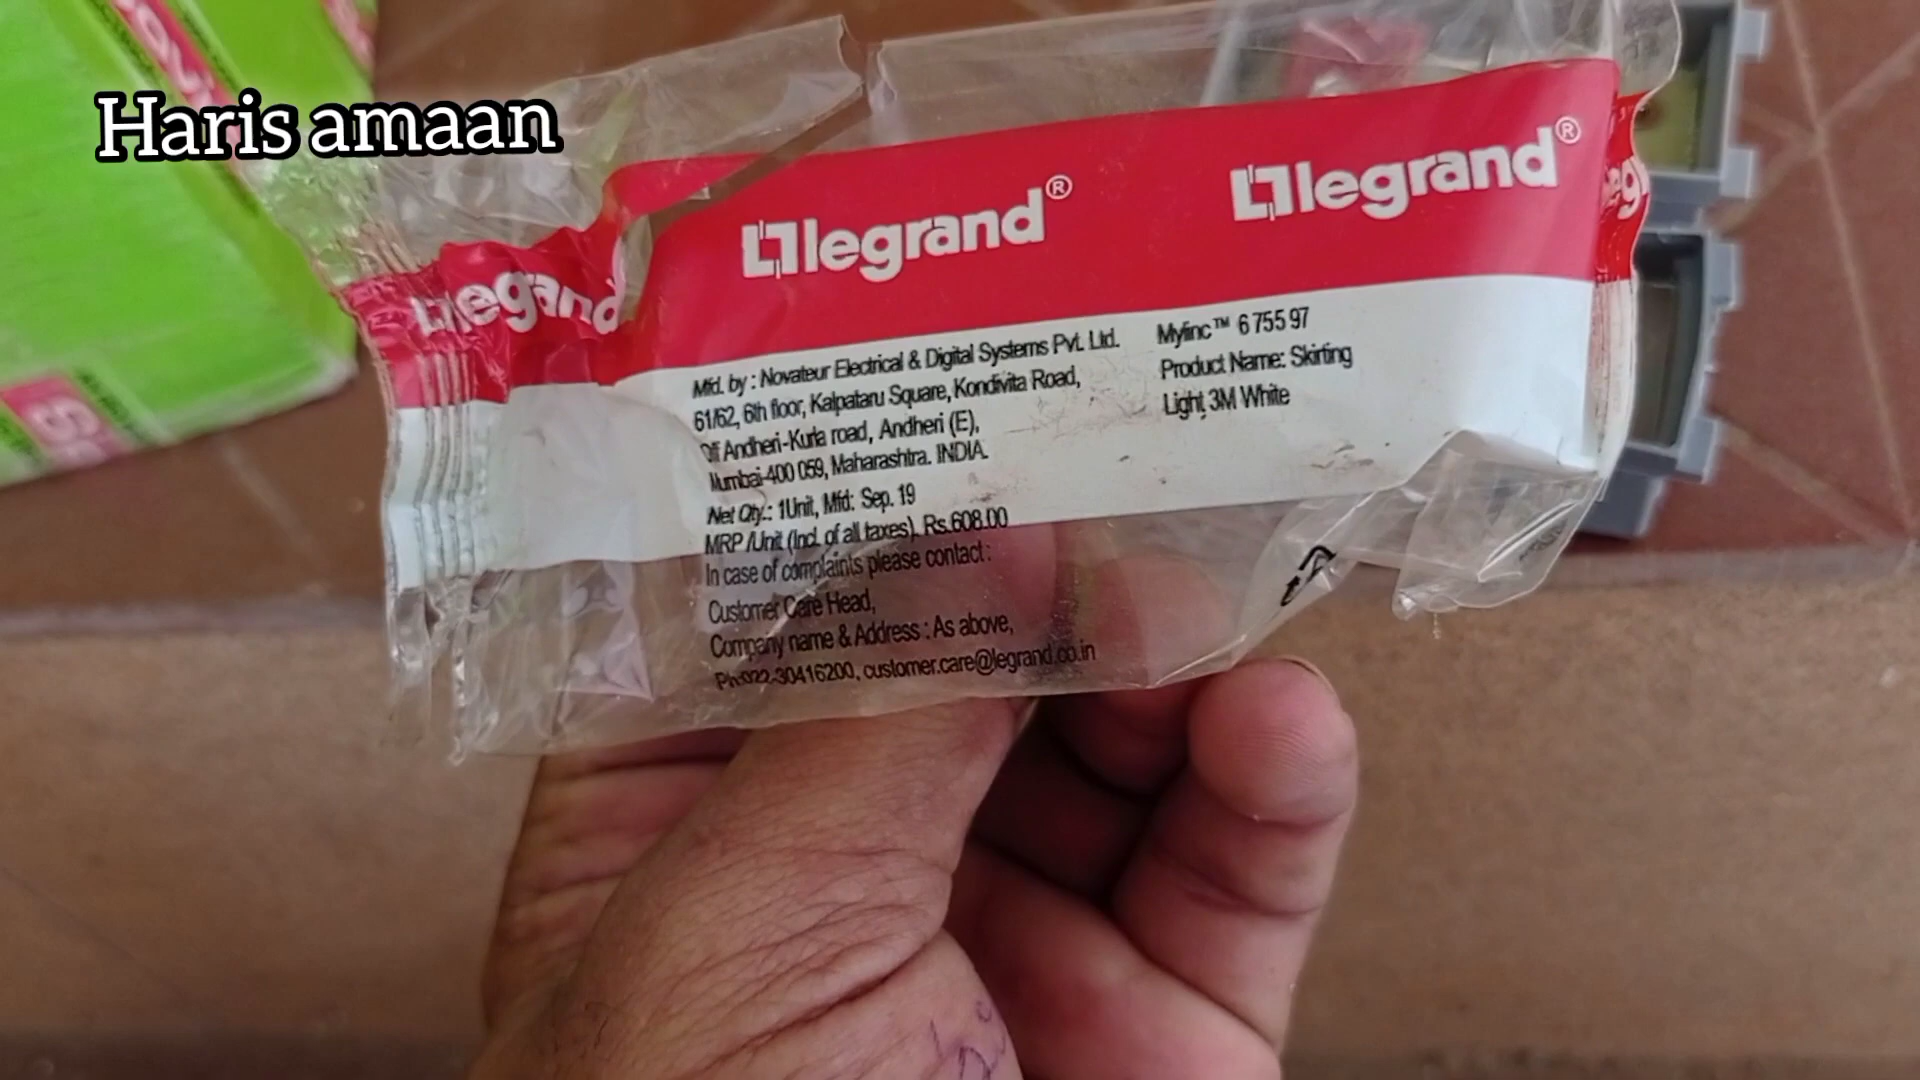 Haris amaan
legrand®
legrand®
legrand
Mfd. by : Novateur Electrical & Digital Systems Pvt. Ltd.
61/62, 6th floor, Kalpataru Square, Kondivita Road,
Off Andheri-Kurla road, Andheri (E),
Mumbai-400 059, Maharashtra. INDIA.
Net Qty.: 1Unit, Mfd: Sep. 19
MRP /Unit (Incl. of all taxes). Rs.608.00
In case of complaints please contact :
Customer Care Head,
Company name & Address : As above,
Ph:022-30416200, customer.care@legrand.co.in
Mylinc™ 6 755 97
Product Name: Skirting
Light 3M White